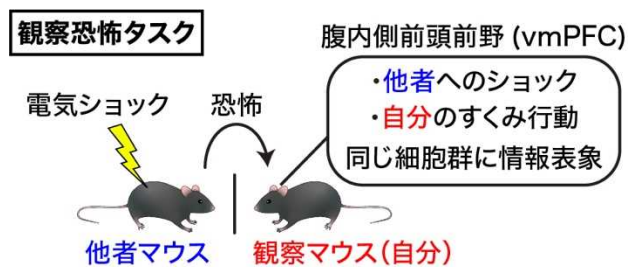 観察恐怖タスク
腹内側前頭前野 (vmPFC)
・他者へのショック
・自分のすくみ行動
同じ細胞群に情報表象
電気ショック
恐怖
他者マウス
観察マウス(自分)